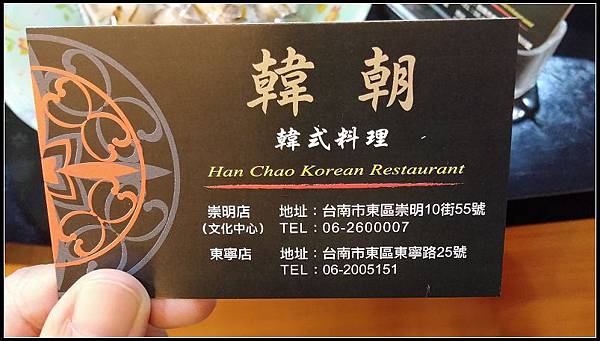 韓朝
韓式料理
Han Chao Korean Restaurant
崇明店 地址：台南市東區崇明10街55號
(文化中心) TEL：06-2600007
東寧店 地址：台南市東區東寧路25號
TEL：06-2005151